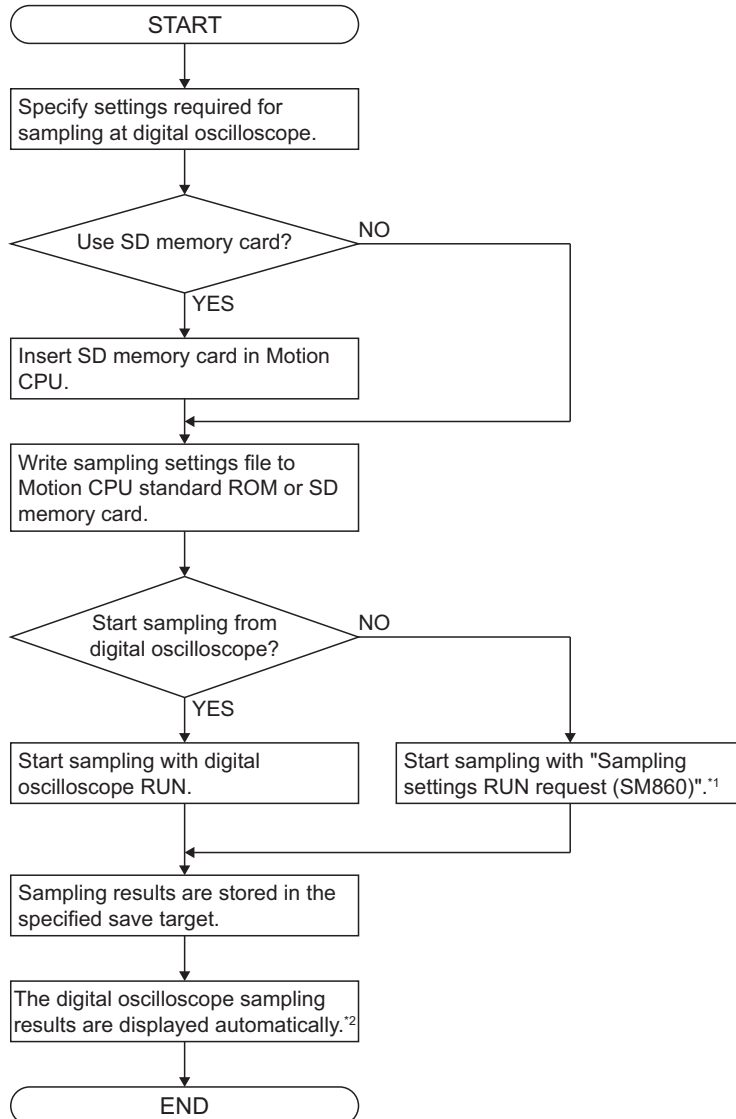 START
Specify settings required for
sampling at digital oscilloscope.
Use SD memory card?
NO
YES
Insert SD memory card in Motion
CPU.
Write sampling settings file to
Motion CPU standard ROM or SD
memory card.
Start sampling from
digital oscilloscope?
NO
YES
Start sampling with digital
oscilloscope RUN.
Start sampling with "Sampling
settings RUN request (SM860)".*1
Sampling results are stored in the
specified save target.
The digital oscilloscope sampling
results are displayed automatically.*2
END